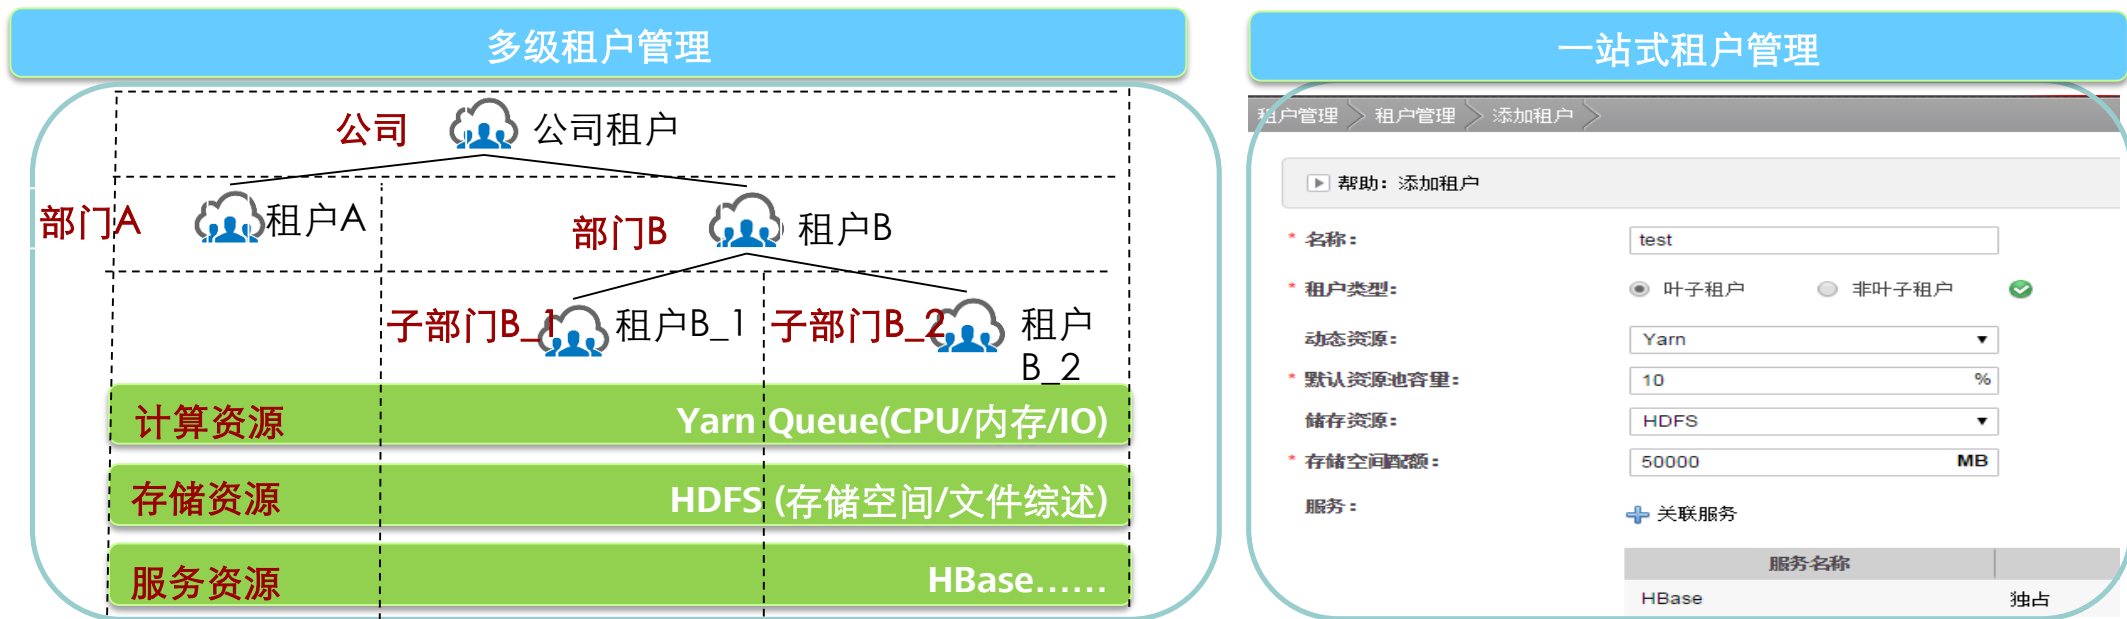 多级租户管理
公司 公司租户
部门A 租户A 部门B 租户B
子部门B_1 租户B_1 子部门B_2 租户
B_2
计算资源 Yarn Queue(CPU/内存/IO)
存储资源 HDFS (存储空间/文件综述)
服务资源 HBase......
一站式租户管理
租户管理 租户管理 添加租户
帮助：添加租户
* 名称： test
* 租户类型： 叶子租户 非叶子租户
动态资源： Yarn
* 默认资源池容量： 10 %
储存资源： HDFS
* 存储空间配额： 50000 MB
服务： 关联服务
服务名称
HBase 独占